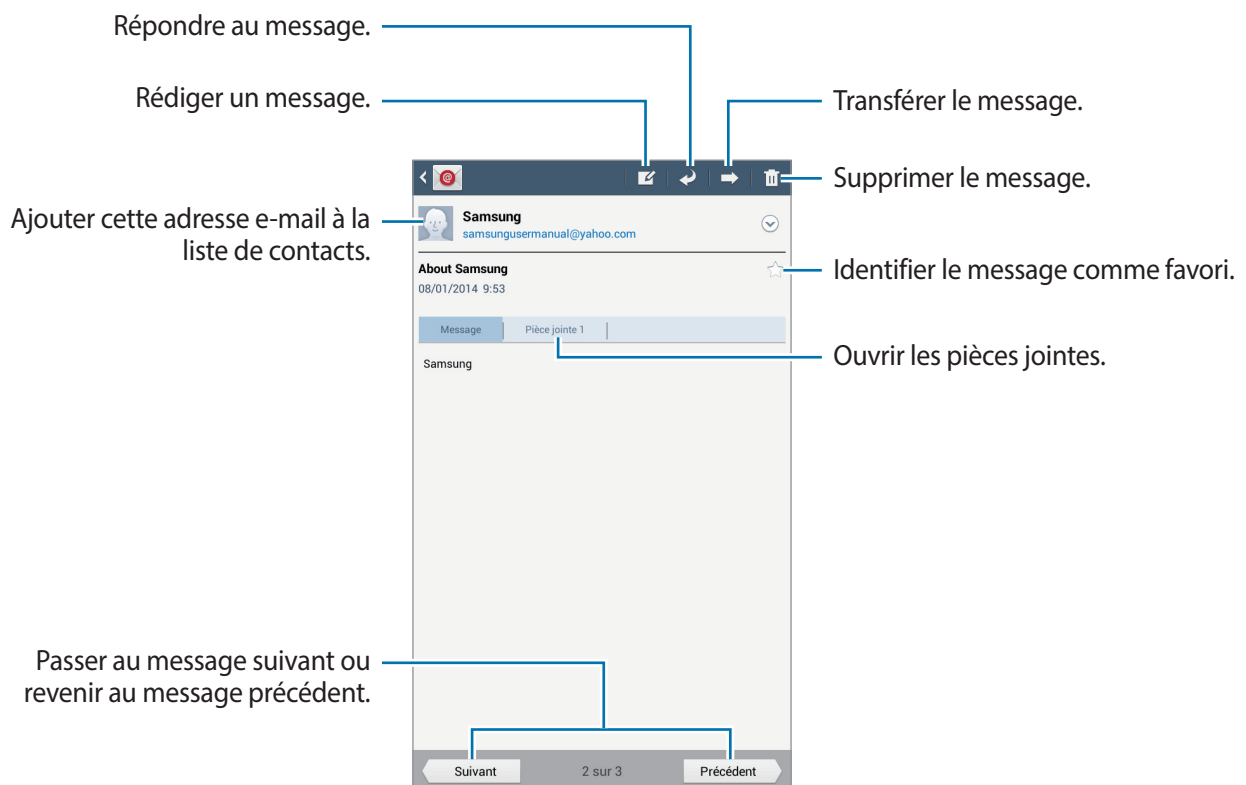 Répondre au message.
Rédiger un message.
Transférer le message.
Supprimer le message.
Ajouter cette adresse e-mail à la
liste de contacts.
Samsung
samsungusermanual@yahoo.com
About Samsung
08/01/2014 9:53
Identifier le message comme favori.
Message
Pièce jointe 1
Ouvrir les pièces jointes.
Samsung
Passer au message suivant ou
revenir au message précédent.
Suivant
2 sur 3
Précédent